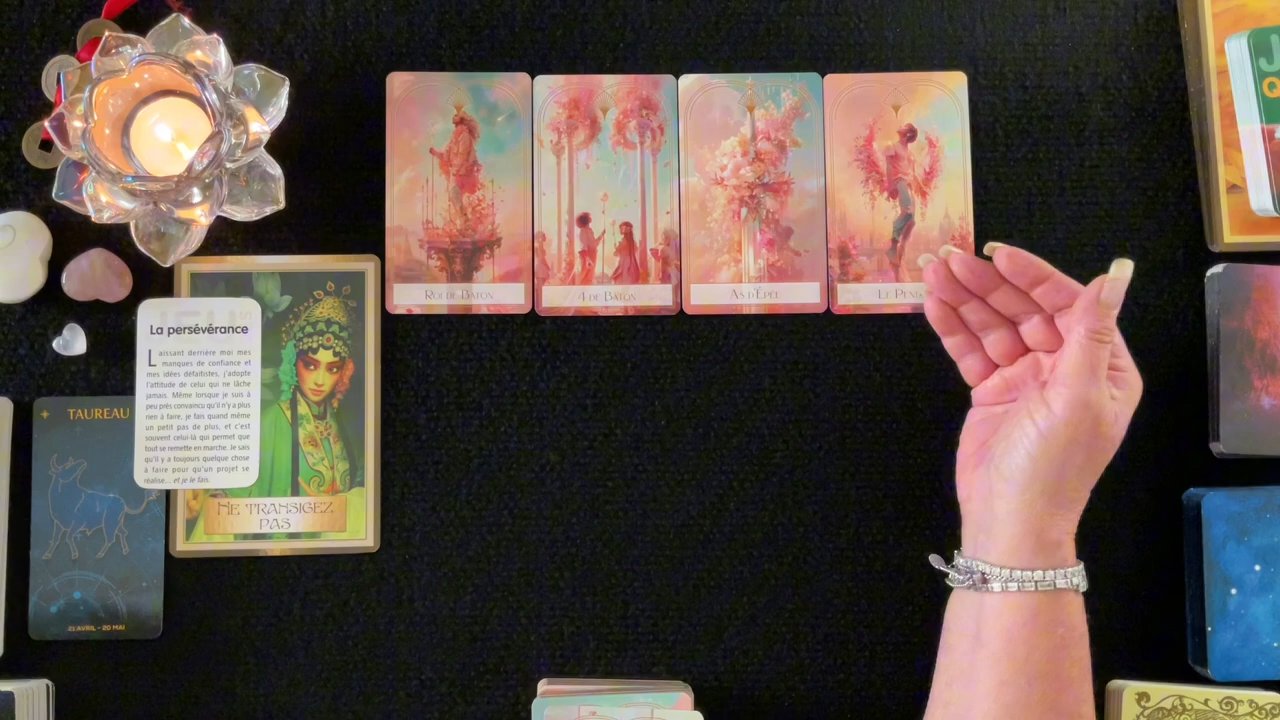 Roi de Bâton
4 de Bâton
As d'Épée
Le
La persévérance
Laissant derrière moi mes
manques de confiance et
mes idées défaitistes, j'adopte
l'attitude de celui qui ne lâche
jamais. Même lorsque je suis à
peu près convaincu qu'il n'y a plus
rien à faire, je fais quand même
un petit pas de plus, et c'est
souvent celui-là qui permet que
tout se remette en marche. Je sais
qu'il y a toujours quelque chose
à faire pour qu'un projet se
réalise... et je le fais.
TAUREAU
21 AVRIL - 20 MAI
NE TRANSIGEZ
PAS